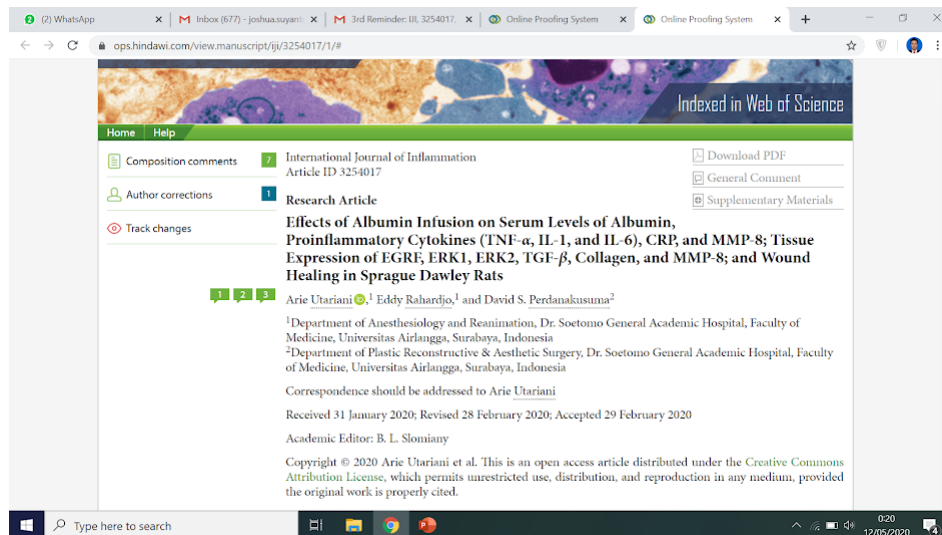 (2) WhatsApp
Inbox (677) - joshua.suyant
3rd Reminder: IJI, 3254017,
Online Proofing System
Online Proofing System
ops.hindawi.com/view.manuscript/iji/3254017/1/#
Indexed in Web of Science
Home Help
Composition comments 7
Author corrections 1
Track changes
International Journal of Inflammation
Article ID 3254017
Download PDF
General Comment
Supplementary Materials
Research Article
Effects of Albumin Infusion on Serum Levels of Albumin,
Proinflammatory Cytokines (TNF-α, IL-1, and IL-6), CRP, and MMP-8; Tissue
Expression of EGRF, ERK1, ERK2, TGF-β, Collagen, and MMP-8; and Wound
Healing in Sprague Dawley Rats
1 2 3
Arie Utariani iD,1 Eddy Rahardjo,1 and David S. Perdanakusuma2
1Department of Anesthesiology and Reanimation, Dr. Soetomo General Academic Hospital, Faculty of
Medicine, Universitas Airlangga, Surabaya, Indonesia
2Department of Plastic Reconstructive & Aesthetic Surgery, Dr. Soetomo General Academic Hospital, Faculty
of Medicine, Universitas Airlangga, Surabaya, Indonesia
Correspondence should be addressed to Arie Utariani
Received 31 January 2020; Revised 28 February 2020; Accepted 29 February 2020
Academic Editor: B. L. Slomiany
Copyright © 2020 Arie Utariani et al. This is an open access article distributed under the Creative Commons
Attribution License, which permits unrestricted use, distribution, and reproduction in any medium, provided
the original work is properly cited.
Type here to search
0:20
12/05/2020
4